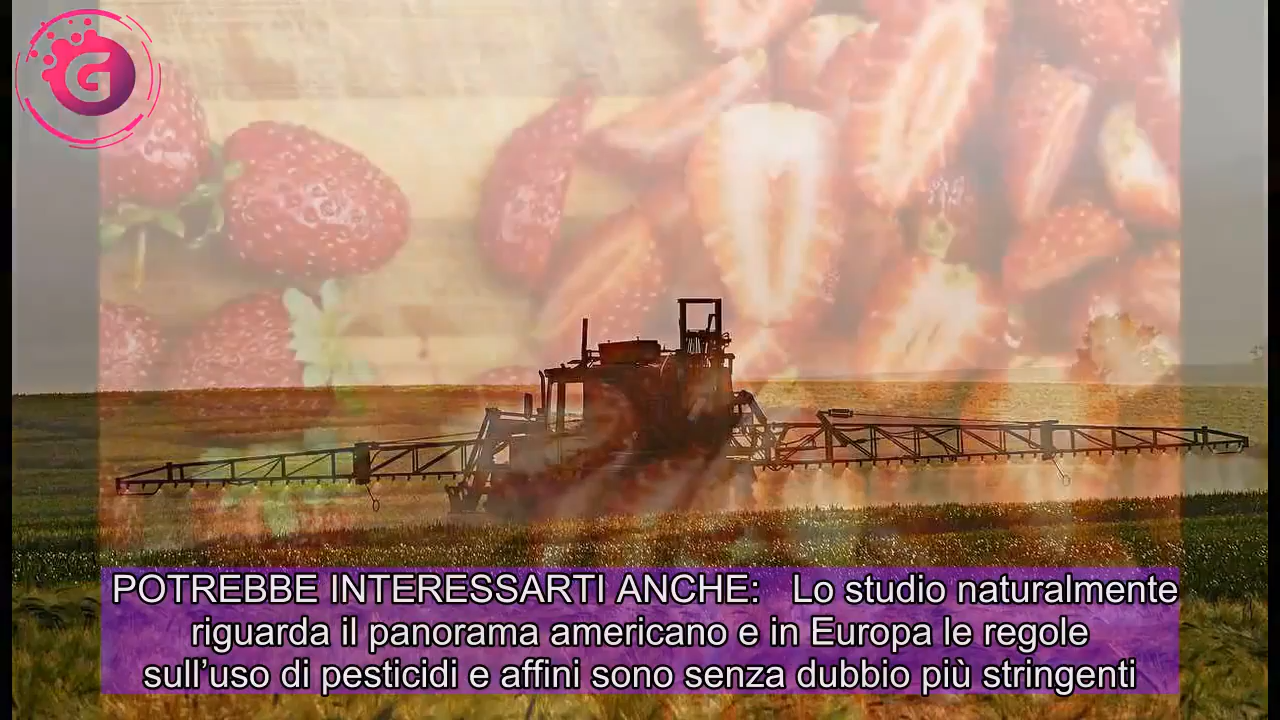 G
POTREBBE INTERESSARTI ANCHE: Lo studio naturalmente
riguarda il panorama americano e in Europa le regole
sull’uso di pesticidi e affini sono senza dubbio più stringenti